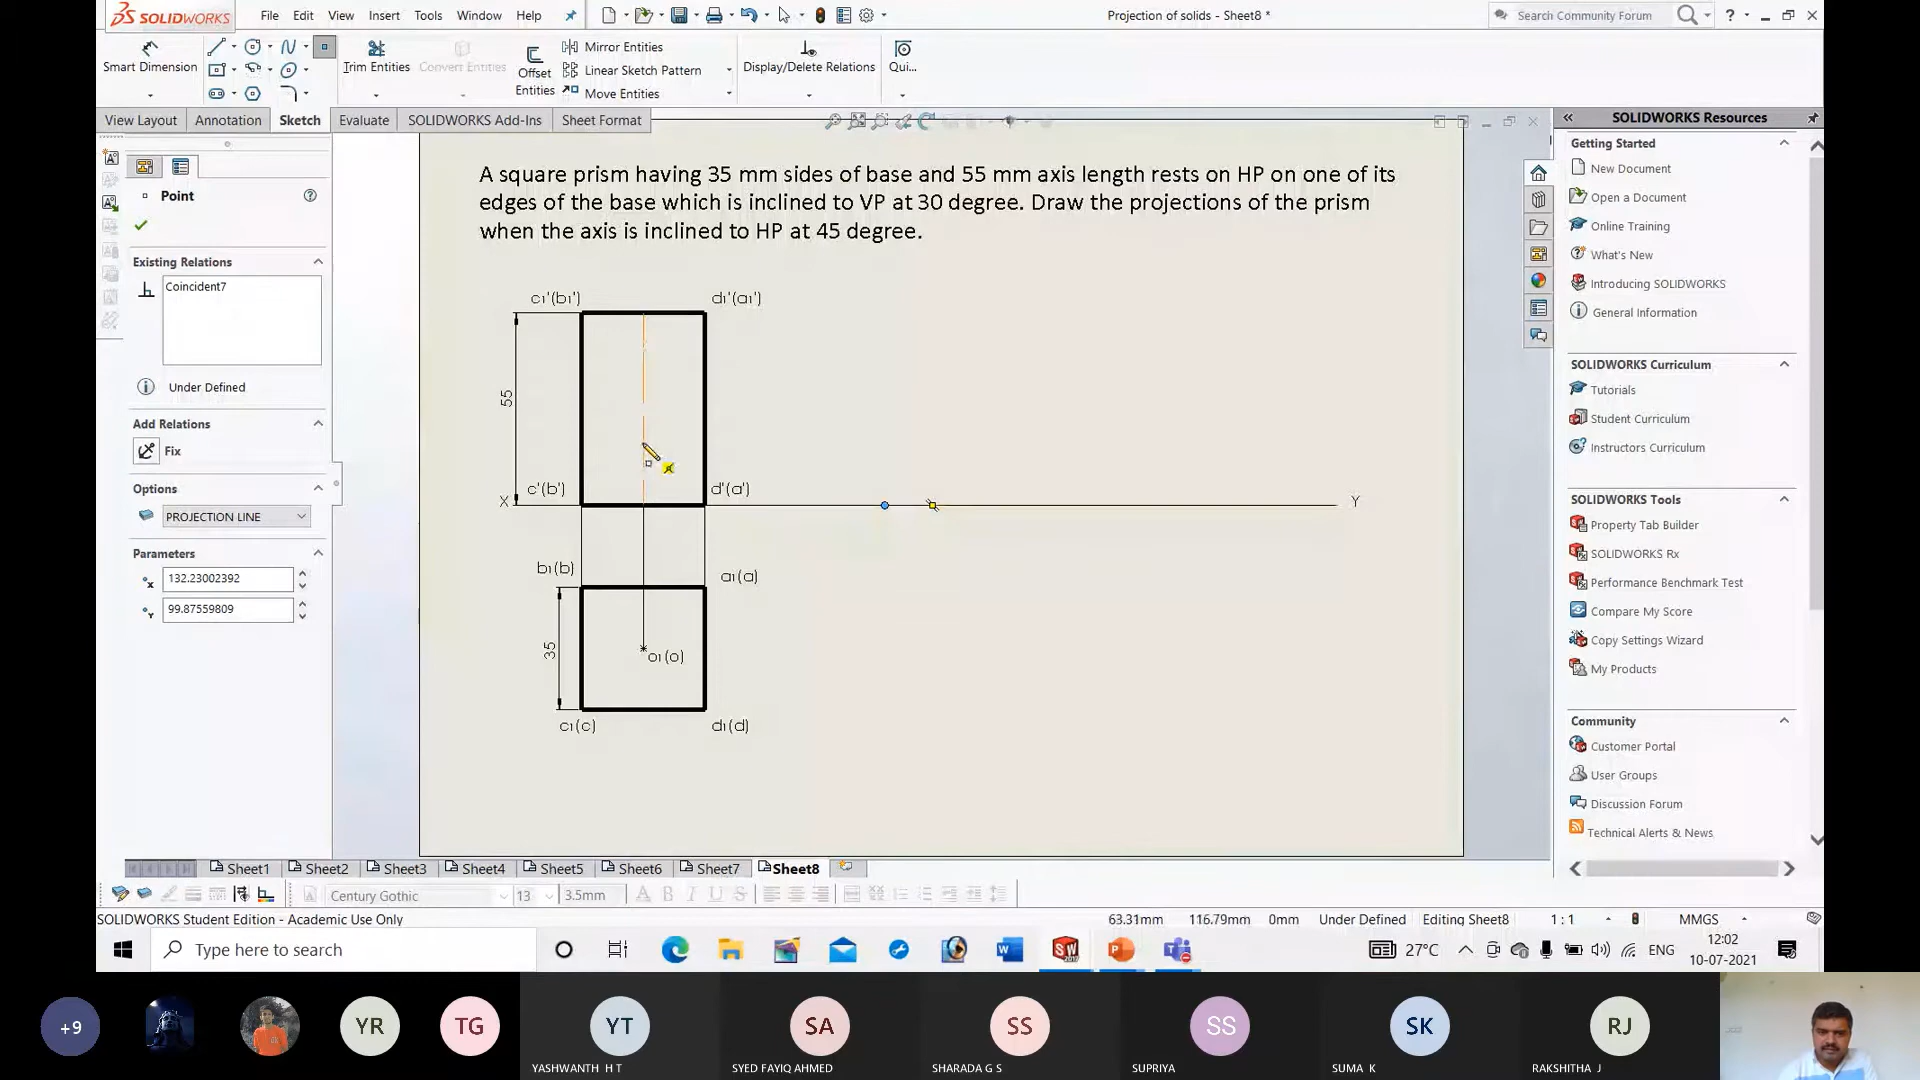 SOLIDWORKS
File Edit View Insert Tools Window Help
Projection of solids - Sheet8 *
Search Community Forum
Smart Dimension
Trim Entities
Convert Entities
Offset Entities
Mirror Entities
Linear Sketch Pattern
Move Entities
Display/Delete Relations
Qui...
View Layout Annotation Sketch Evaluate SOLIDWORKS Add-Ins Sheet Format
Point
Existing Relations
Coincident7
Under Defined
Add Relations
Fix
Options
PROJECTION LINE
Parameters
132.23002392
99.87559809
A square prism having 35 mm sides of base and 55 mm axis length rests on HP on one of its
edges of the base which is inclined to VP at 30 degree. Draw the projections of the prism
when the axis is inclined to HP at 45 degree.
c1'(b1') d1'(a1')
55
c'(b') d'(a')
X Y
b1(b) a1(a)
35
o1(o)
c1(c) d1(d)
SOLIDWORKS Resources
Getting Started
New Document
Open a Document
Online Training
What's New
Introducing SOLIDWORKS
General Information
SOLIDWORKS Curriculum
Tutorials
Student Curriculum
Instructors Curriculum
SOLIDWORKS Tools
Property Tab Builder
SOLIDWORKS Rx
Performance Benchmark Test
Compare My Score
Copy Settings Wizard
My Products
Community
Customer Portal
User Groups
Discussion Forum
Technical Alerts & News
Sheet1 Sheet2 Sheet3 Sheet4 Sheet5 Sheet6 Sheet7 Sheet8
Century Gothic 13 3.5mm A B I U S
SOLIDWORKS Student Edition - Academic Use Only
63.31mm 116.79mm 0mm Under Defined Editing Sheet8 1 : 1 MMGS
Type here to search
27°C ENG
12:02
10-07-2021
+9 YR TG YT SA SS SS SK RJ
YASHWANTH H T SYED FAYIQ AHMED SHARADA G S SUPRIYA SUMA K RAKSHITHA J